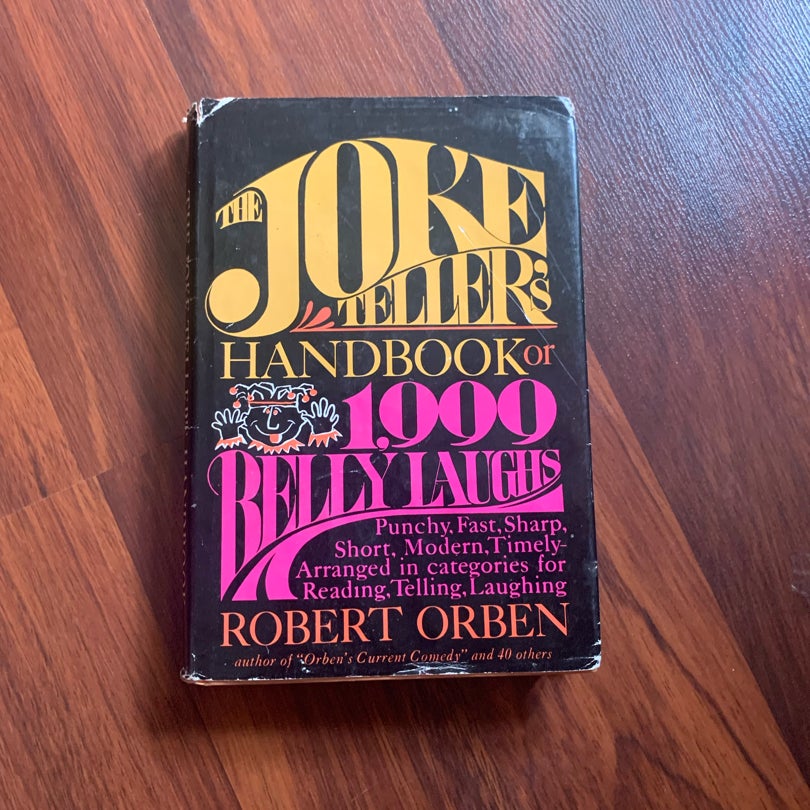 THE JOKE
TELLER'S
HANDBOOK or
1,999
BELLY LAUGHS
Punchy, Fast, Sharp,
Short, Modern, Timely-
Arranged in categories for
Reading, Telling, Laughing
ROBERT ORBEN
author of "Orben's Current Comedy" and 40 others